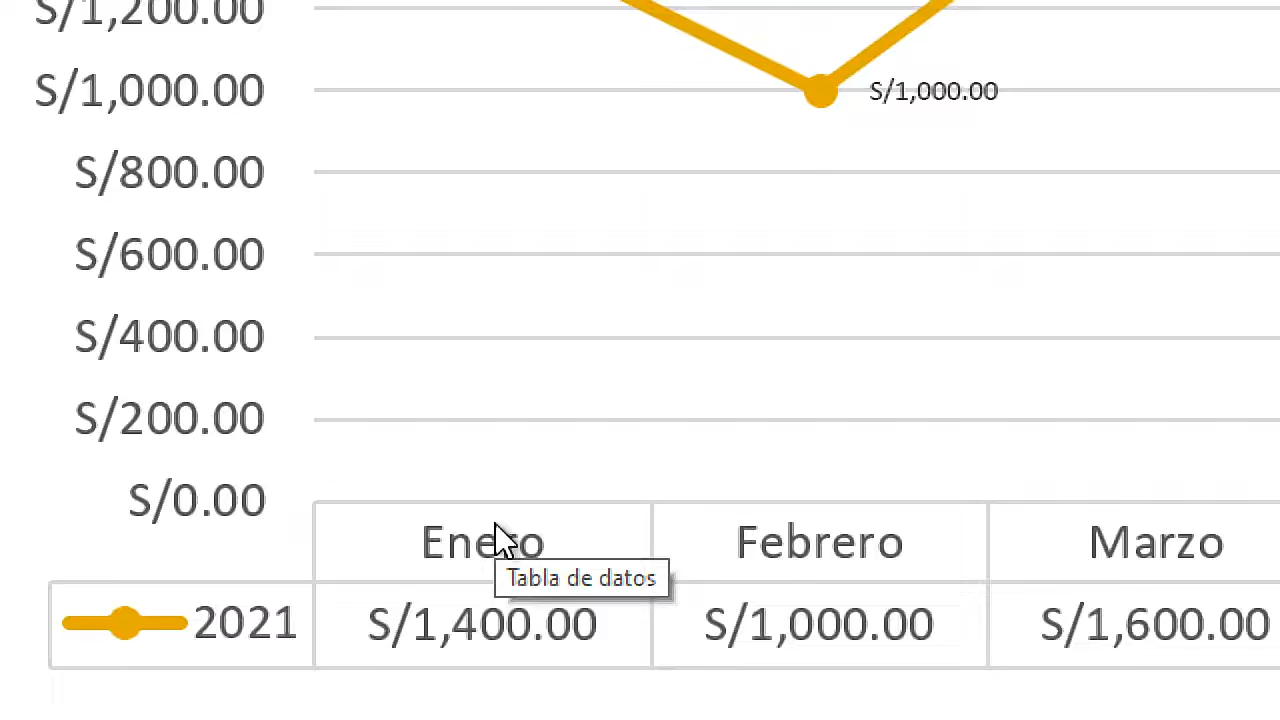 S/1,200.00
S/1,000.00 S/1,000.00
S/800.00
S/600.00
S/400.00
S/200.00
S/0.00
Enero Febrero Marzo
Tabla de datos
2021 S/1,400.00 S/1,000.00 S/1,600.00